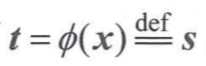 t = ϕ(x) ≝ s